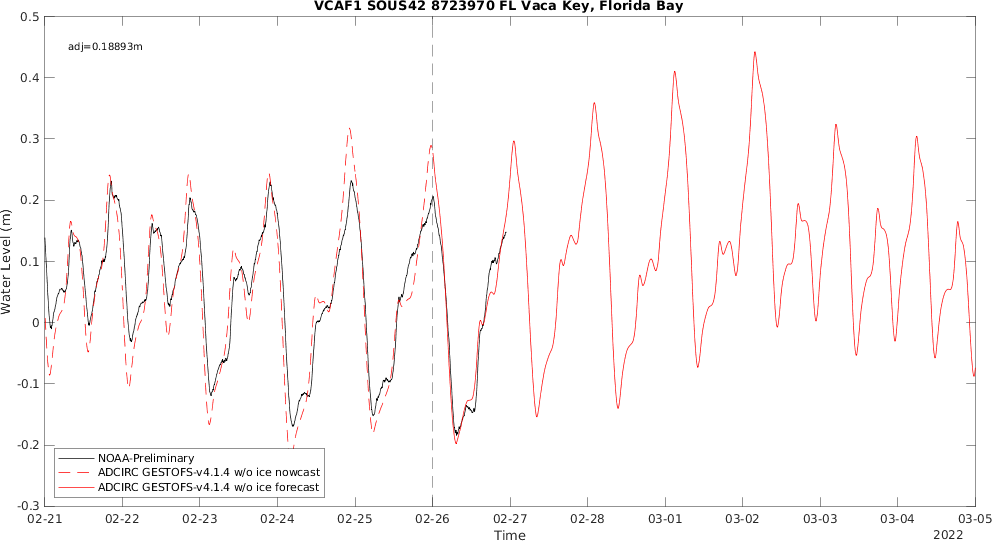 VCAF1 SOUS42 8723970 FL Vaca Key, Florida Bay
adj=0.18893m
Water Level (m)
0.5
0.4
0.3
0.2
0.1
0
-0.1
-0.2
-0.3
NOAA-Preliminary
ADCIRC GESTOFS-v4.1.4 w/o ice nowcast
ADCIRC GESTOFS-v4.1.4 w/o ice forecast
02-21 02-22 02-23 02-24 02-25 02-26 02-27 02-28 03-01 03-02 03-03 03-04 03-05
Time
2022